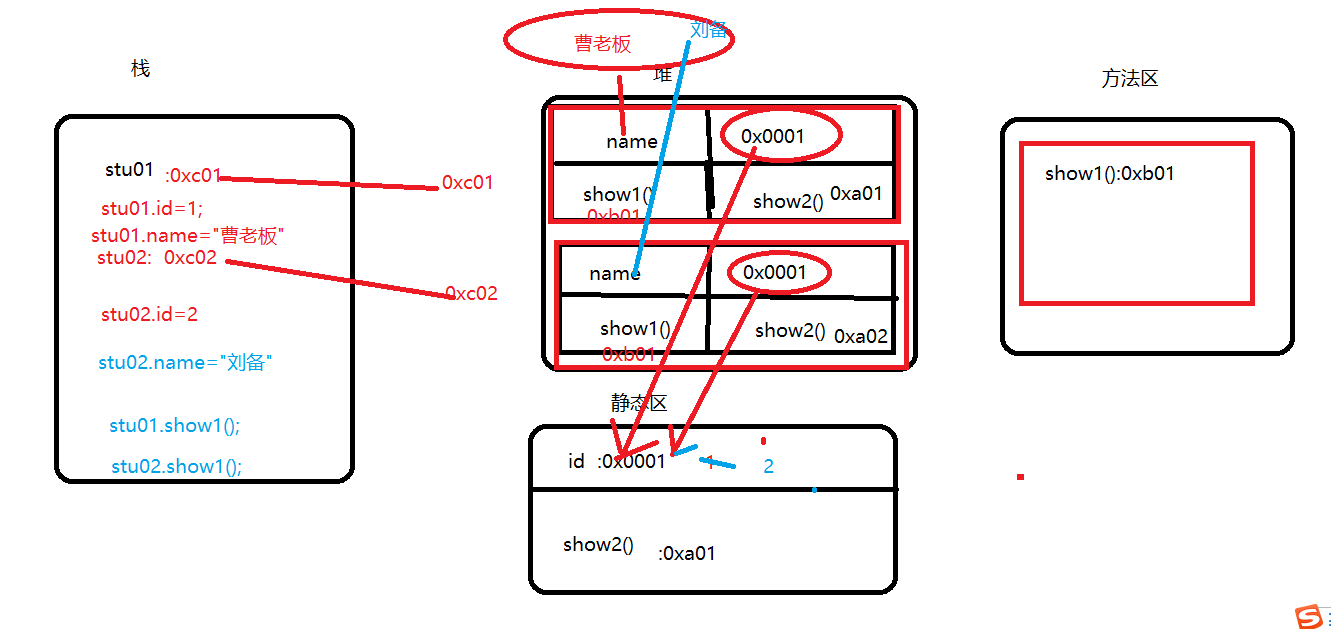 栈
stu01 :0xc01
stu01.id=1;
stu01.name="曹老板"
stu02: 0xc02
stu02.id=2
stu02.name="刘备"
stu01.show1();
stu02.show1();
0xc01
0xc02
曹老板
刘备
堆
name 0x0001
show1() show2() 0xa01
0xb01
name 0x0001
show1() show2() 0xa02
0xb01
静态区
id :0x0001 1 2
show2() :0xa01
方法区
show1():0xb01